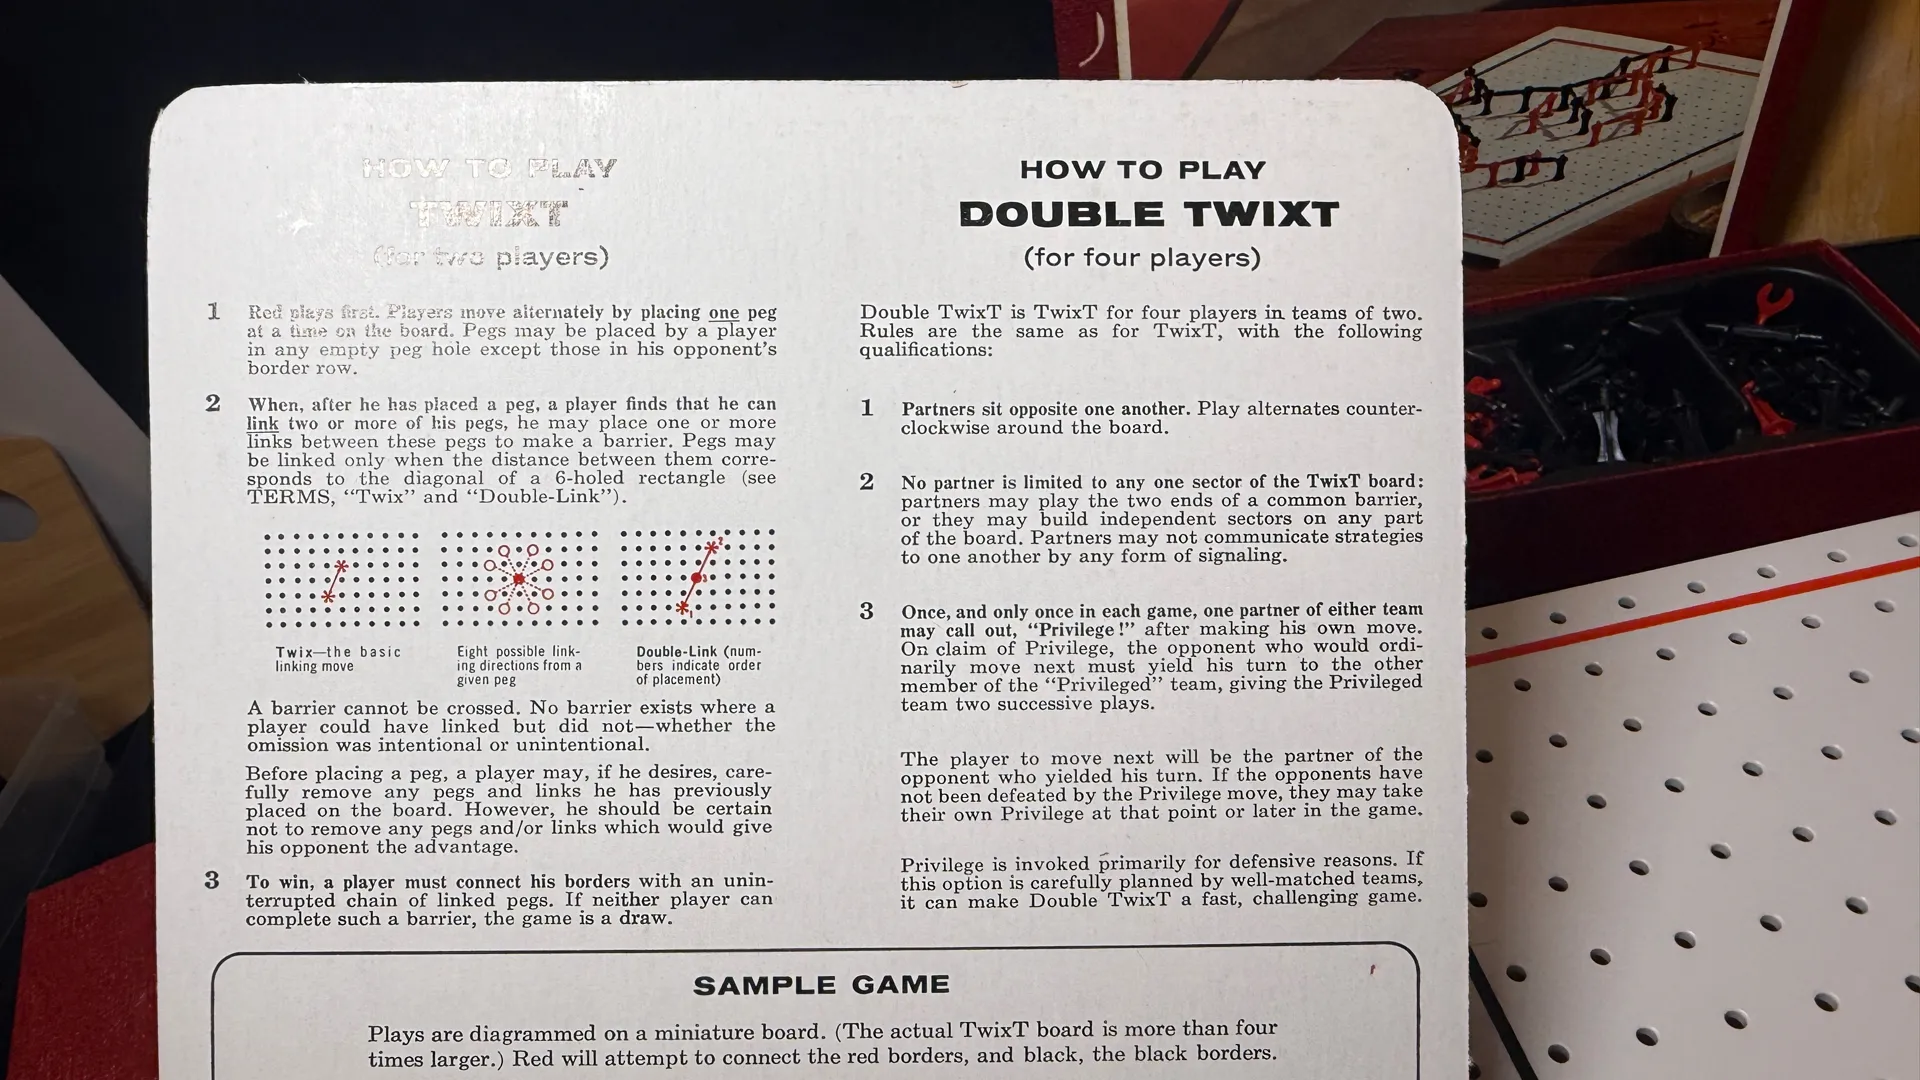 HOW TO PLAY
TWIXT
(for two players)
1 Red plays first. Players move alternately by placing one peg
at a time on the board. Pegs may be placed by a player
in any empty peg hole except those in his opponent's
border row.
2 When, after he has placed a peg, a player finds that he can
link two or more of his pegs, he may place one or more
links between these pegs to make a barrier. Pegs may
be linked only when the distance between them corre-
sponds to the diagonal of a 6-holed rectangle (see
TERMS, “Twix” and “Double-Link”).
2
3
1
Twix—the basic
linking move
Eight possible link-
ing directions from a
given peg
Double-Link (num-
bers indicate order
of placement)
A barrier cannot be crossed. No barrier exists where a
player could have linked but did not—whether the
omission was intentional or unintentional.
Before placing a peg, a player may, if he desires, care-
fully remove any pegs and links he has previously
placed on the board. However, he should be certain
not to remove any pegs and/or links which would give
his opponent the advantage.
3 To win, a player must connect his borders with an unin-
terrupted chain of linked pegs. If neither player can
complete such a barrier, the game is a draw.
HOW TO PLAY
DOUBLE TWIXT
(for four players)
Double TwixT is TwixT for four players in teams of two.
Rules are the same as for TwixT, with the following
qualifications:
1 Partners sit opposite one another. Play alternates counter-
clockwise around the board.
2 No partner is limited to any one sector of the TwixT board:
partners may play the two ends of a common barrier,
or they may build independent sectors on any part
of the board. Partners may not communicate strategies
to one another by any form of signaling.
3 Once, and only once in each game, one partner of either team
may call out, “Privilege!” after making his own move.
On claim of Privilege, the opponent who would ordi-
narily move next must yield his turn to the other
member of the “Privileged” team, giving the Privileged
team two successive plays.
The player to move next will be the partner of the
opponent who yielded his turn. If the opponents have
not been defeated by the Privilege move, they may take
their own Privilege at that point or later in the game.
Privilege is invoked primarily for defensive reasons. If
this option is carefully planned by well-matched teams,
it can make Double TwixT a fast, challenging game.
SAMPLE GAME
Plays are diagrammed on a miniature board. (The actual TwixT board is more than four
times larger.) Red will attempt to connect the red borders, and black, the black borders.